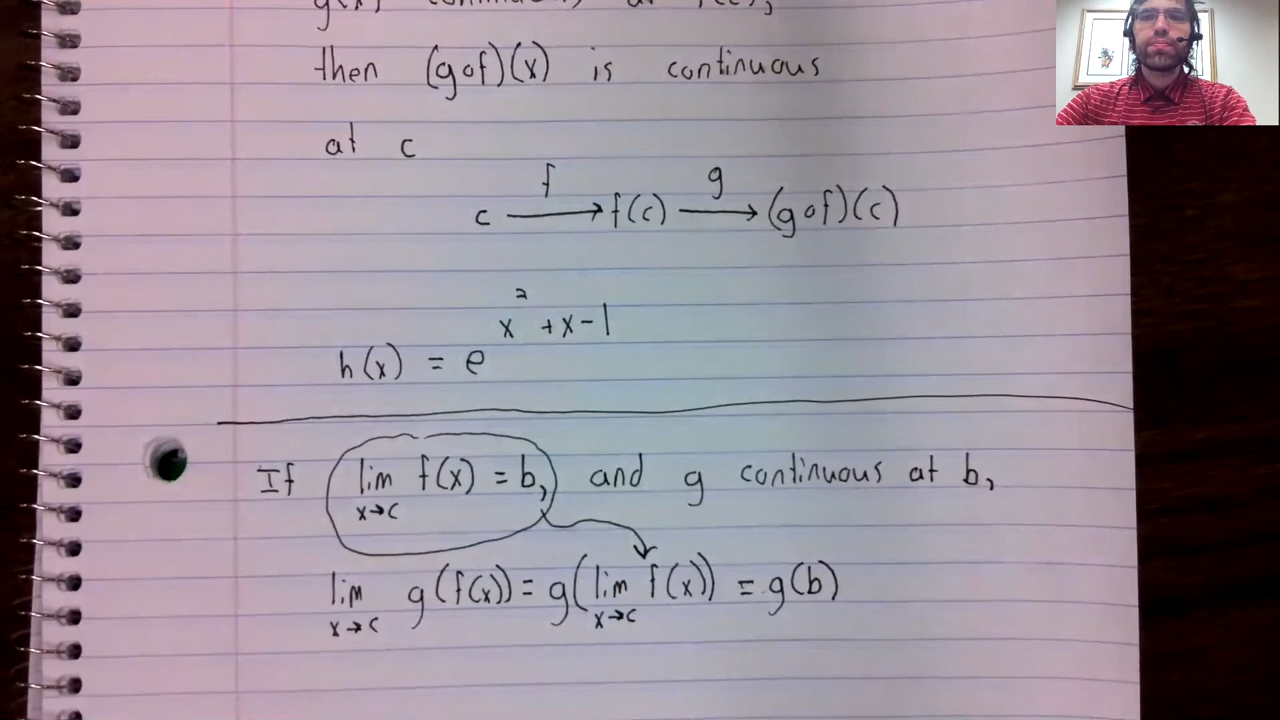 then (g∘f)(x) is continuous
at c
c →(f) f(c) →(g) (g∘f)(c)
h(x) = e^(x²+x-1)
If lim_(x→c) f(x) = b, and g continuous at b,
lim_(x→c) g(f(x)) = g(lim_(x→c) f(x)) = g(b)